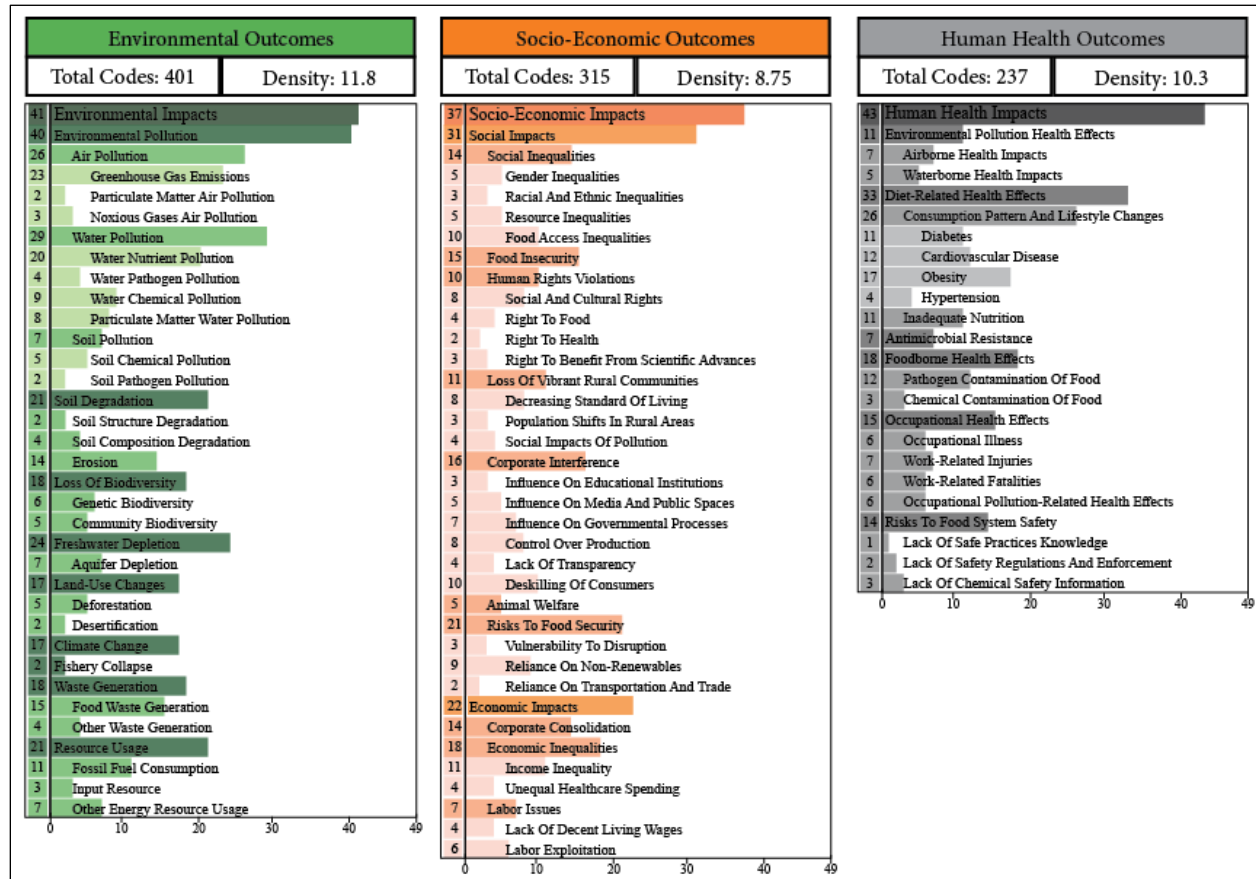 Environmental Outcomes
Total Codes: 401
Density: 11.8
41 Environmental Impacts
40 Environmental Pollution
26 Air Pollution
23 Greenhouse Gas Emissions
2 Particulate Matter Air Pollution
3 Noxious Gases Air Pollution
29 Water Pollution
20 Water Nutrient Pollution
4 Water Pathogen Pollution
9 Water Chemical Pollution
8 Particulate Matter Water Pollution
7 Soil Pollution
5 Soil Chemical Pollution
2 Soil Pathogen Pollution
21 Soil Degradation
2 Soil Structure Degradation
4 Soil Composition Degradation
14 Erosion
18 Loss Of Biodiversity
6 Genetic Biodiversity
5 Community Biodiversity
24 Freshwater Depletion
7 Aquifer Depletion
17 Land-Use Changes
5 Deforestation
2 Desertification
17 Climate Change
2 Fishery Collapse
18 Waste Generation
15 Food Waste Generation
4 Other Waste Generation
21 Resource Usage
11 Fossil Fuel Consumption
3 Input Resource
7 Other Energy Resource Usage
0 10 20 30 40 49
Socio-Economic Outcomes
Total Codes: 315
Density: 8.75
37 Socio-Economic Impacts
31 Social Impacts
14 Social Inequalities
5 Gender Inequalities
3 Racial And Ethnic Inequalities
5 Resource Inequalities
10 Food Access Inequalities
15 Food Insecurity
10 Human Rights Violations
8 Social And Cultural Rights
4 Right To Food
2 Right To Health
3 Right To Benefit From Scientific Advances
11 Loss Of Vibrant Rural Communities
8 Decreasing Standard Of Living
3 Population Shifts In Rural Areas
4 Social Impacts Of Pollution
16 Corporate Interference
3 Influence On Educational Institutions
5 Influence On Media And Public Spaces
7 Influence On Governmental Processes
8 Control Over Production
4 Lack Of Transparency
10 Deskilling Of Consumers
5 Animal Welfare
21 Risks To Food Security
3 Vulnerability To Disruption
9 Reliance On Non-Renewables
2 Reliance On Transportation And Trade
22 Economic Impacts
14 Corporate Consolidation
18 Economic Inequalities
11 Income Inequality
4 Unequal Healthcare Spending
7 Labor Issues
4 Lack Of Decent Living Wages
6 Labor Exploitation
0 10 20 30 40 49
Human Health Outcomes
Total Codes: 237
Density: 10.3
43 Human Health Impacts
11 Environmental Pollution Health Effects
7 Airborne Health Impacts
5 Waterborne Health Impacts
33 Diet-Related Health Effects
26 Consumption Pattern And Lifestyle Changes
11 Diabetes
12 Cardiovascular Disease
17 Obesity
4 Hypertension
11 Inadequate Nutrition
7 Antimicrobial Resistance
18 Foodborne Health Effects
12 Pathogen Contamination Of Food
3 Chemical Contamination Of Food
15 Occupational Health Effects
6 Occupational Illness
7 Work-Related Injuries
6 Work-Related Fatalities
6 Occupational Pollution-Related Health Effects
14 Risks To Food System Safety
1 Lack Of Safe Practices Knowledge
2 Lack Of Safety Regulations And Enforcement
3 Lack Of Chemical Safety Information
0 10 20 30 40 49